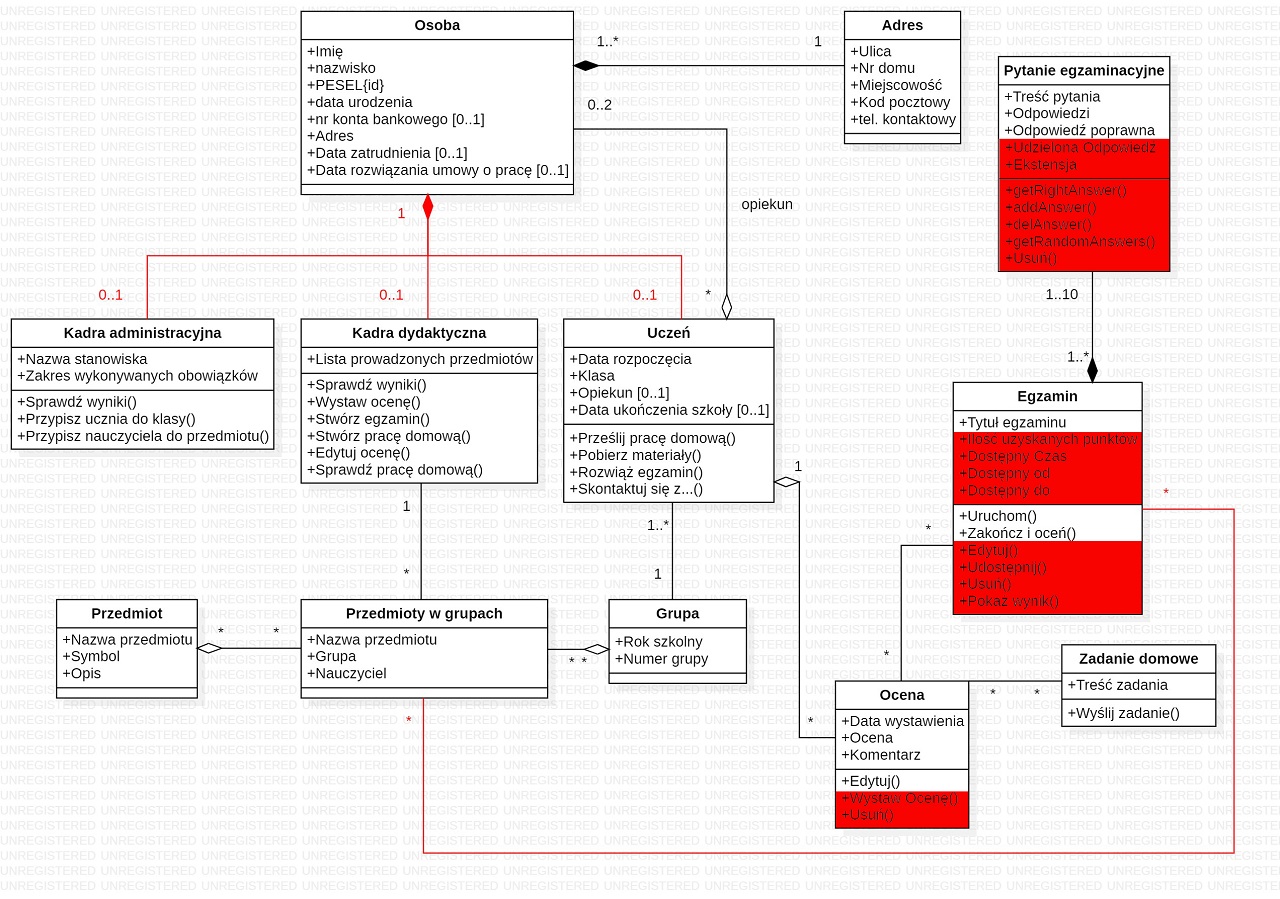 Osoba
+Imię
+nazwisko
+PESEL{id}
+data urodzenia
+nr konta bankowego [0..1]
+Adres
+Data zatrudnienia [0..1]
+Data rozwiązania umowy o pracę [0..1]
1..*
1
Adres
+Ulica
+Nr domu
+Miejscowość
+Kod pocztowy
+tel. kontaktowy
Pytanie egzaminacyjne
+Treść pytania
+Odpowiedzi
+Odpowiedź poprawna
+Udzielona Odpowiedź
+Ekstensja
+getRightAnswer()
+addAnswer()
+delAnswer()
+getRandomAnswers()
+Usuń()
0..2
opiekun
*
1
0..1
0..1
0..1
1..10
1..*
Kadra administracyjna
+Nazwa stanowiska
+Zakres wykonywanych obowiązków
+Sprawdź wyniki()
+Przypisz ucznia do klasy()
+Przypisz nauczyciela do przedmiotu()
Kadra dydaktyczna
+Lista prowadzonych przedmiotów
+Sprawdź wyniki()
+Wystaw ocenę()
+Stwórz egzamin()
+Stwórz pracę domową()
+Edytuj ocenę()
+Sprawdź pracę domową()
Uczeń
+Data rozpoczęcia
+Klasa
+Opiekun [0..1]
+Data ukończenia szkoły [0..1]
+Prześlij pracę domową()
+Pobierz materiały()
+Rozwiąż egzamin()
+Skontaktuj się z...()
Egzamin
+Tytuł egzaminu
+Ilość uzyskanych punktów
+Dostępny Czas
+Dostępny od
+Dostępny do
+Uruchom()
+Zakończ i oceń()
+Edytuj()
+Udostępnij()
+Usuń()
+Pokaż wynik()
1
*
1
*
1..*
1
*
*
Przedmiot
+Nazwa przedmiotu
+Symbol
+Opis
* *
Przedmioty w grupach
+Nazwa przedmiotu
+Grupa
+Nauczyciel
* *
Grupa
+Rok szkolny
+Numer grupy
*
*
Ocena
+Data wystawienia
+Ocena
+Komentarz
+Edytuj()
+Wystaw Ocenę()
+Usuń()
* *
Zadanie domowe
+Treść zadania
+Wyślij zadanie()
UNREGISTERED